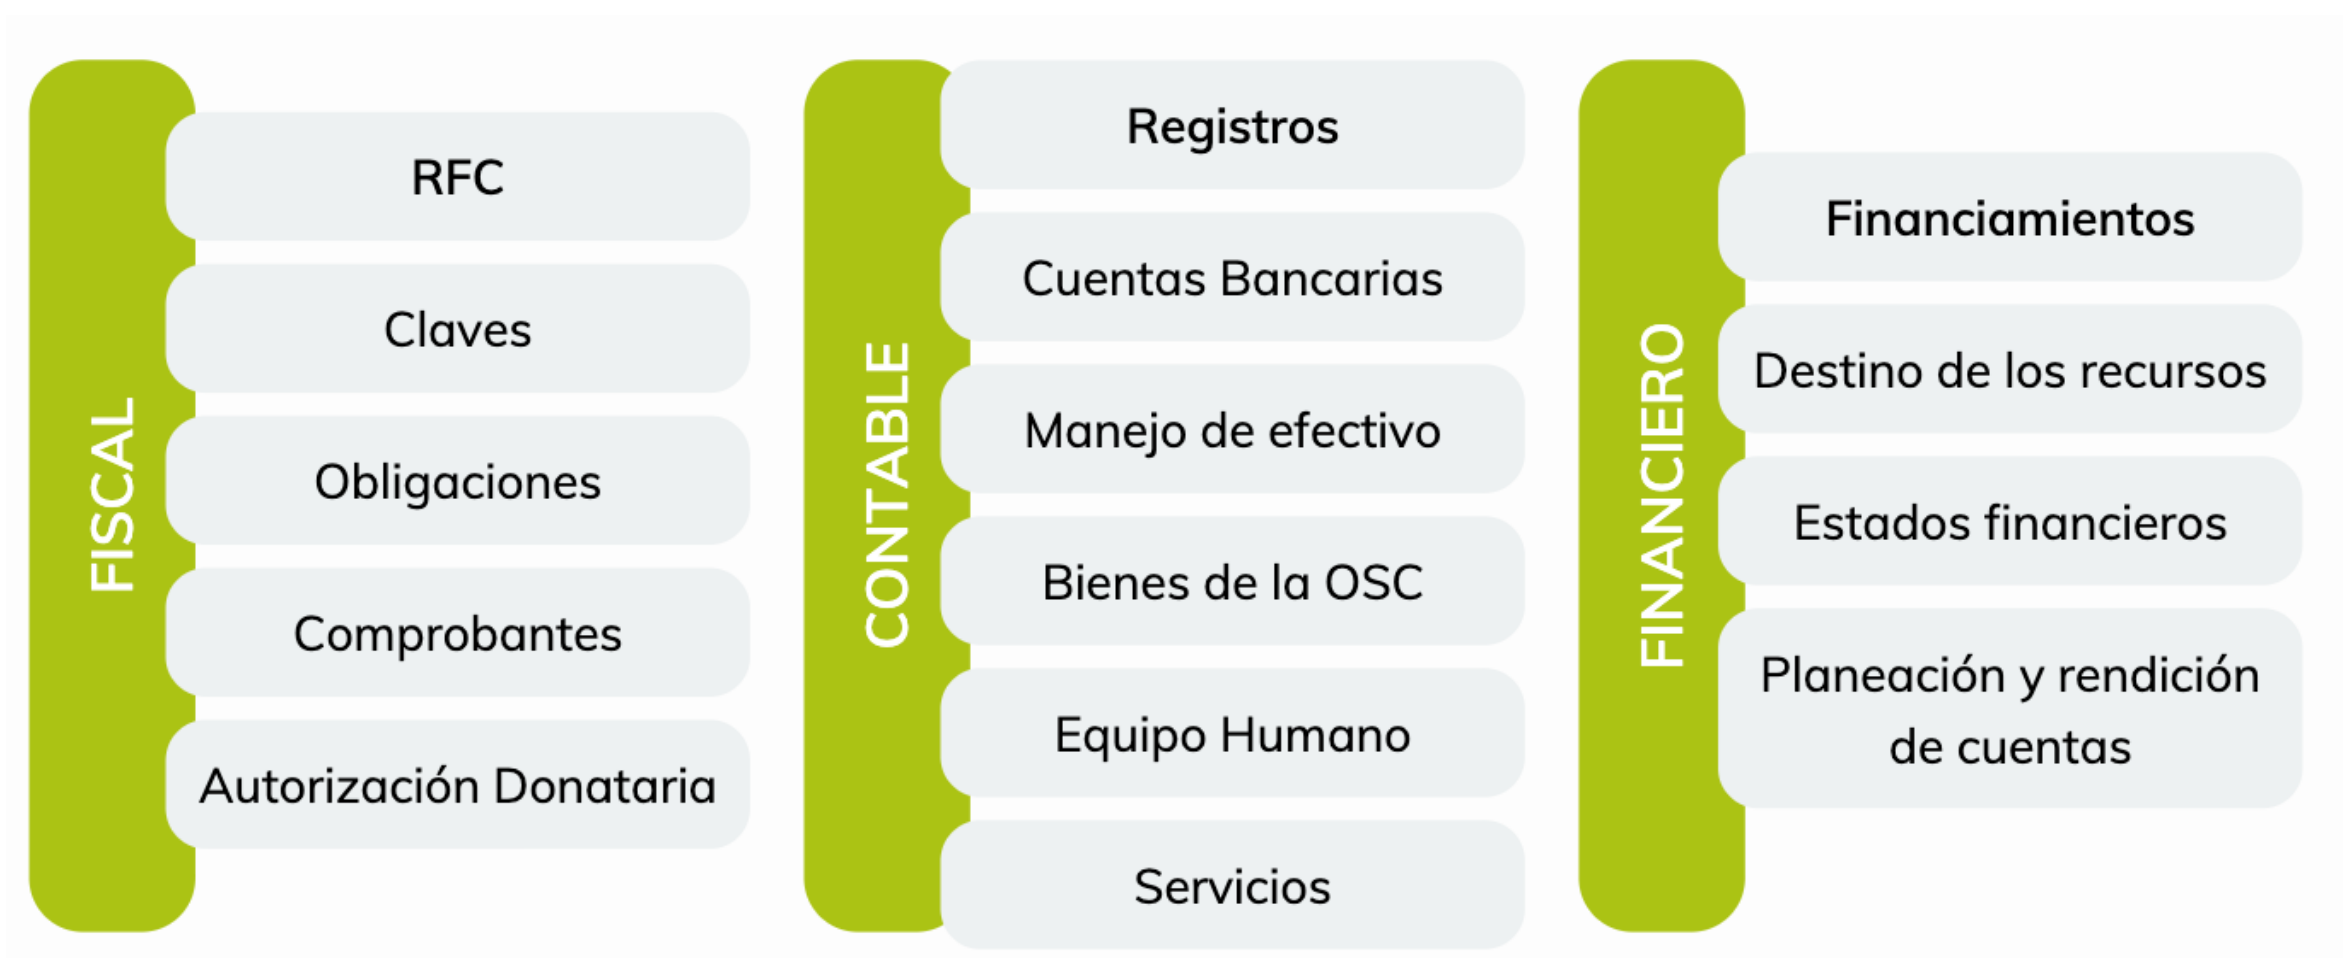 FISCAL
RFC
Claves
Obligaciones
Comprobantes
Autorización Donataria
CONTABLE
Registros
Cuentas Bancarias
Manejo de efectivo
Bienes de la OSC
Equipo Humano
Servicios
FINANCIERO
Financiamientos
Destino de los recursos
Estados financieros
Planeación y rendición
de cuentas